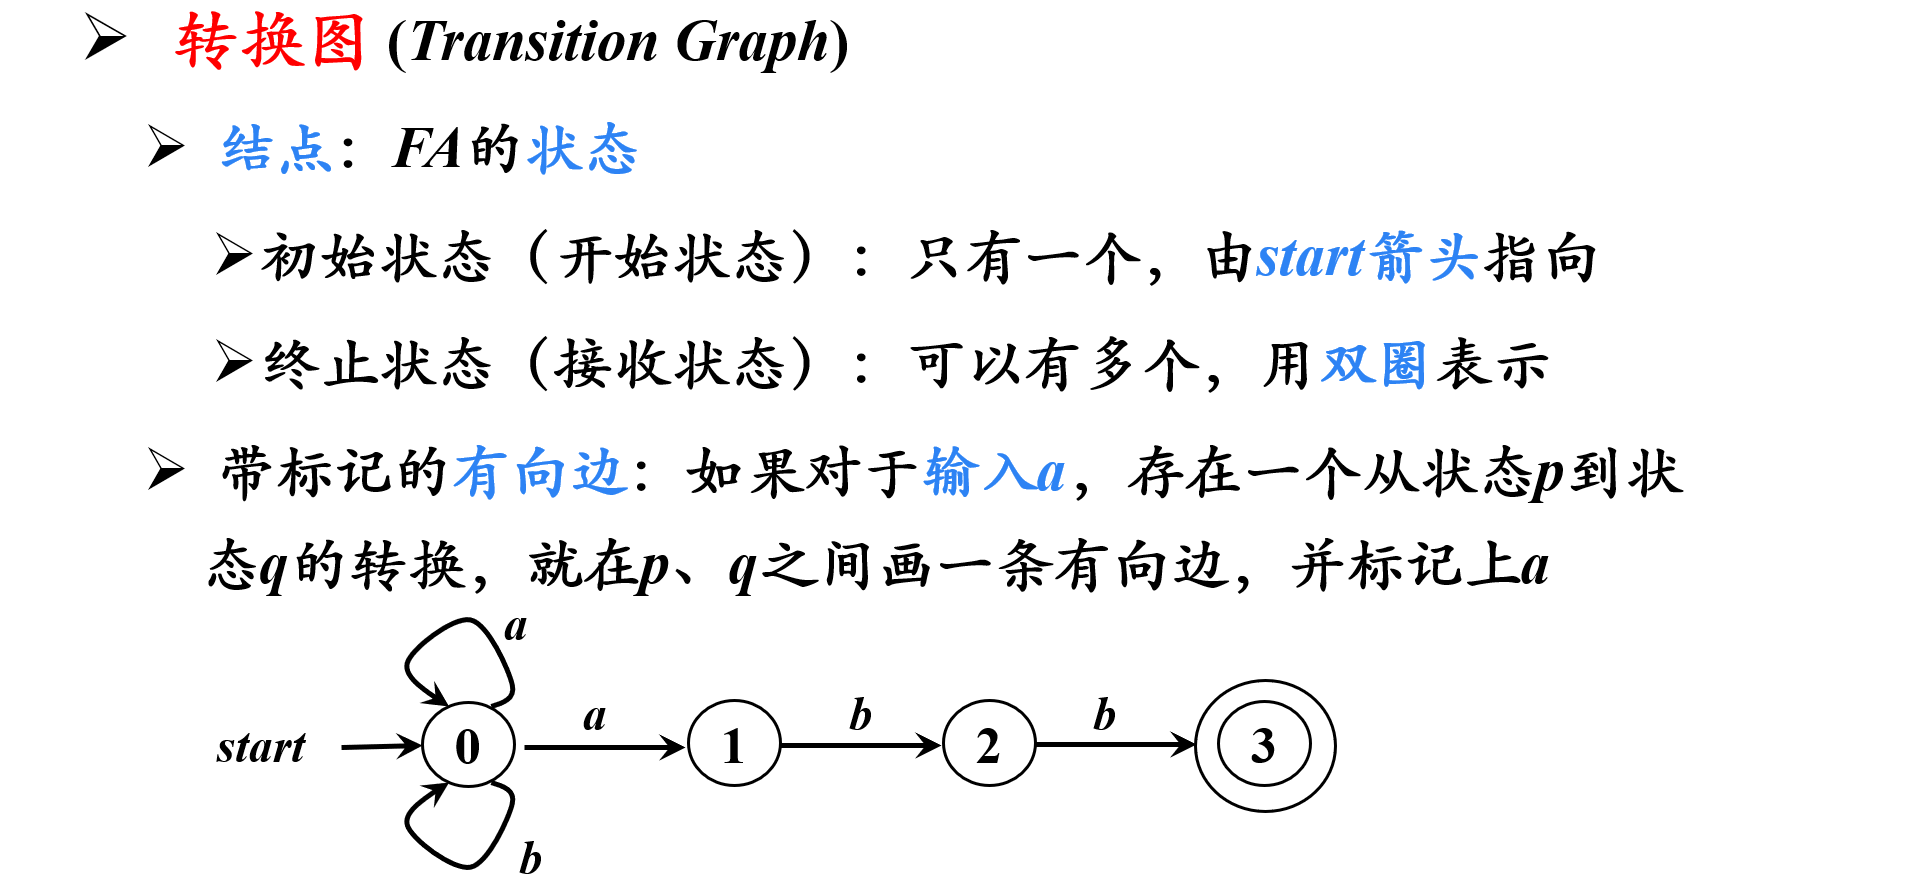 转换图 (Transition Graph)
结点：FA的状态
初始状态（开始状态）：只有一个，由start箭头指向
终止状态（接收状态）：可以有多个，用双圈表示
带标记的有向边：如果对于输入a，存在一个从状态p到状
态q的转换，就在p、q之间画一条有向边，并标记上a
a
start 0 a 1 b 2 b 3
b